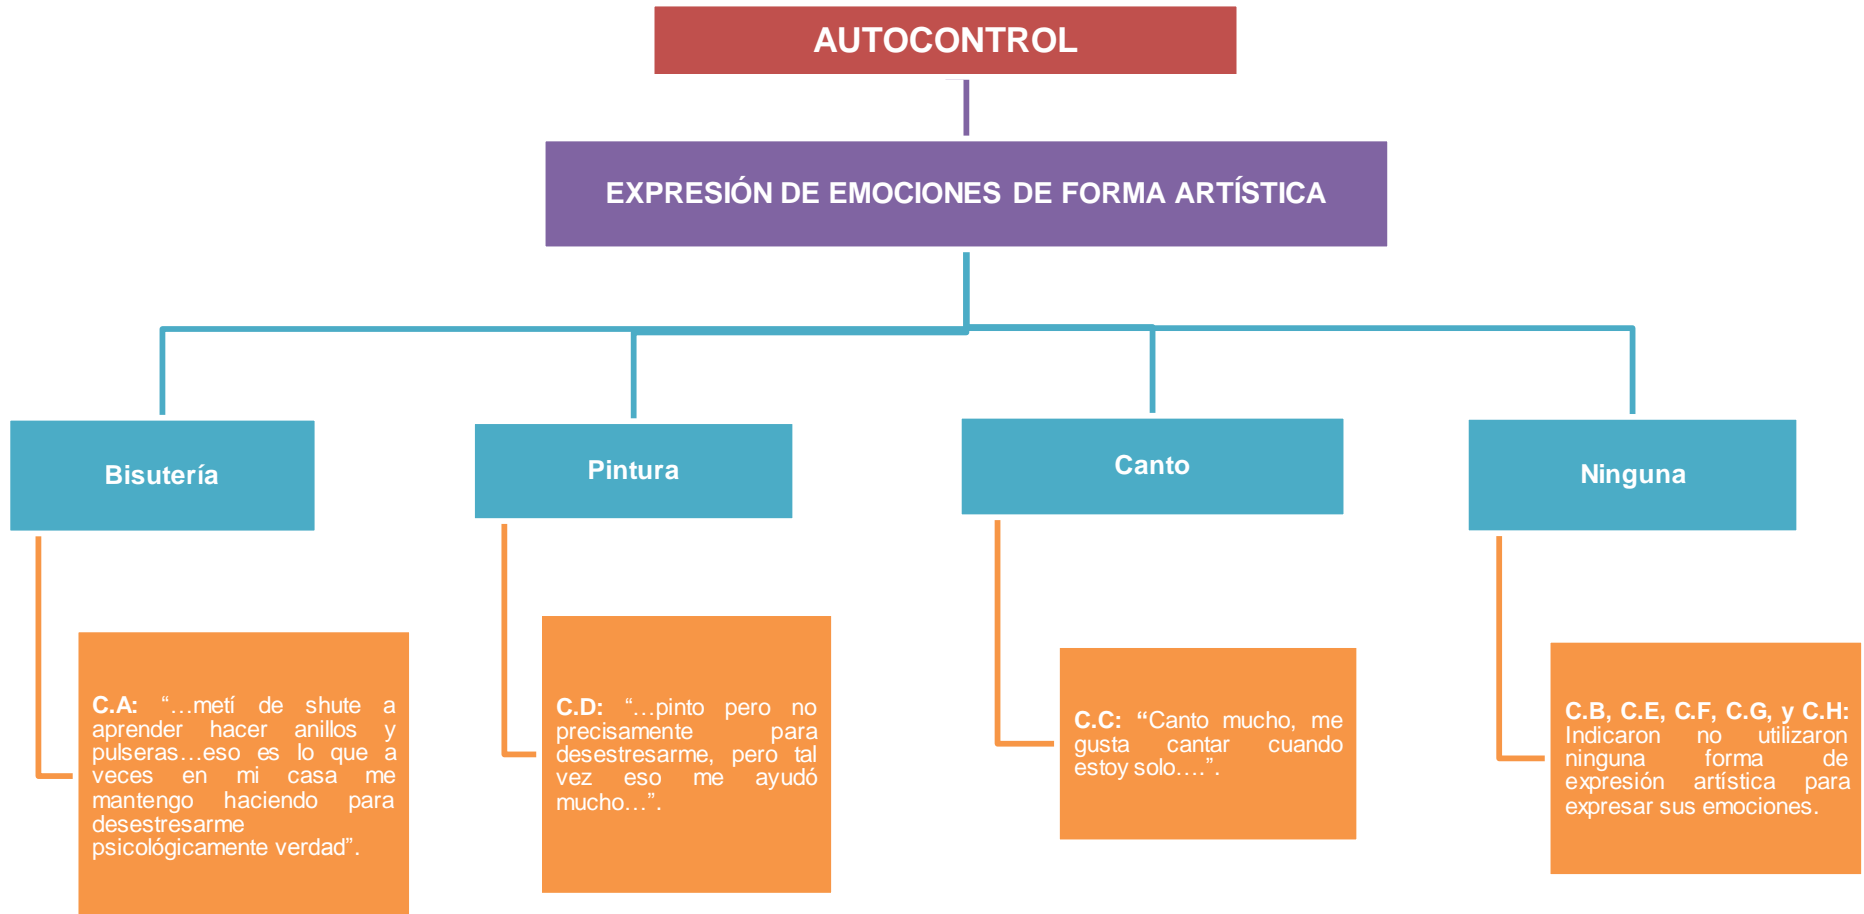 AUTOCONTROL
EXPRESIÓN DE EMOCIONES DE FORMA ARTÍSTICA
Bisutería
Pintura
Canto
Ninguna
C.A: “…metí de shute a
aprender hacer anillos y
pulseras…eso es lo que a
veces en mi casa me
mantengo haciendo para
desestresarme
psicológicamente verdad”.
C.D: “…pinto pero no
precisamente para
desestresarme, pero tal
vez eso me ayudó
mucho…”.
C.C: “Canto mucho, me
gusta cantar cuando
estoy solo….”.
C.B, C.E, C.F, C.G, y C.H:
Indicaron no utilizaron
ninguna forma de
expresión artística para
expresar sus emociones.